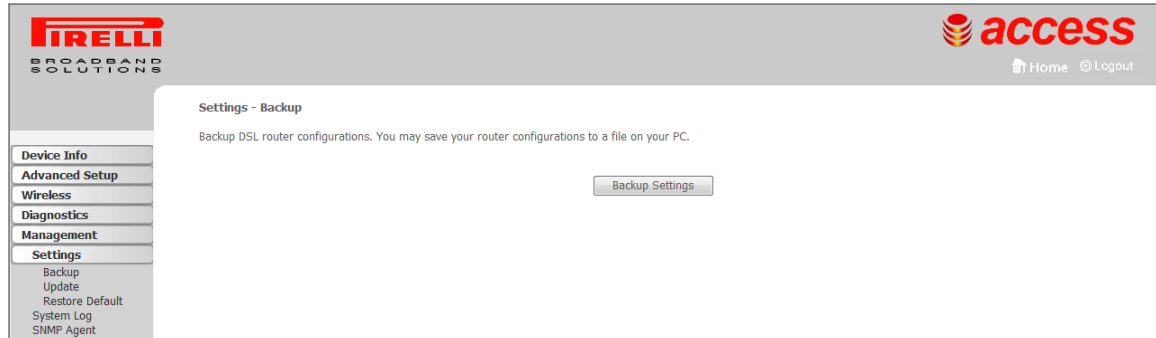 PIRELLI
BROADBAND
SOLUTIONS
access
Home Logout
Settings - Backup
Backup DSL router configurations. You may save your router configurations to a file on your PC.
Backup Settings
Device Info
Advanced Setup
Wireless
Diagnostics
Management
Settings
Backup
Update
Restore Default
System Log
SNMP Agent